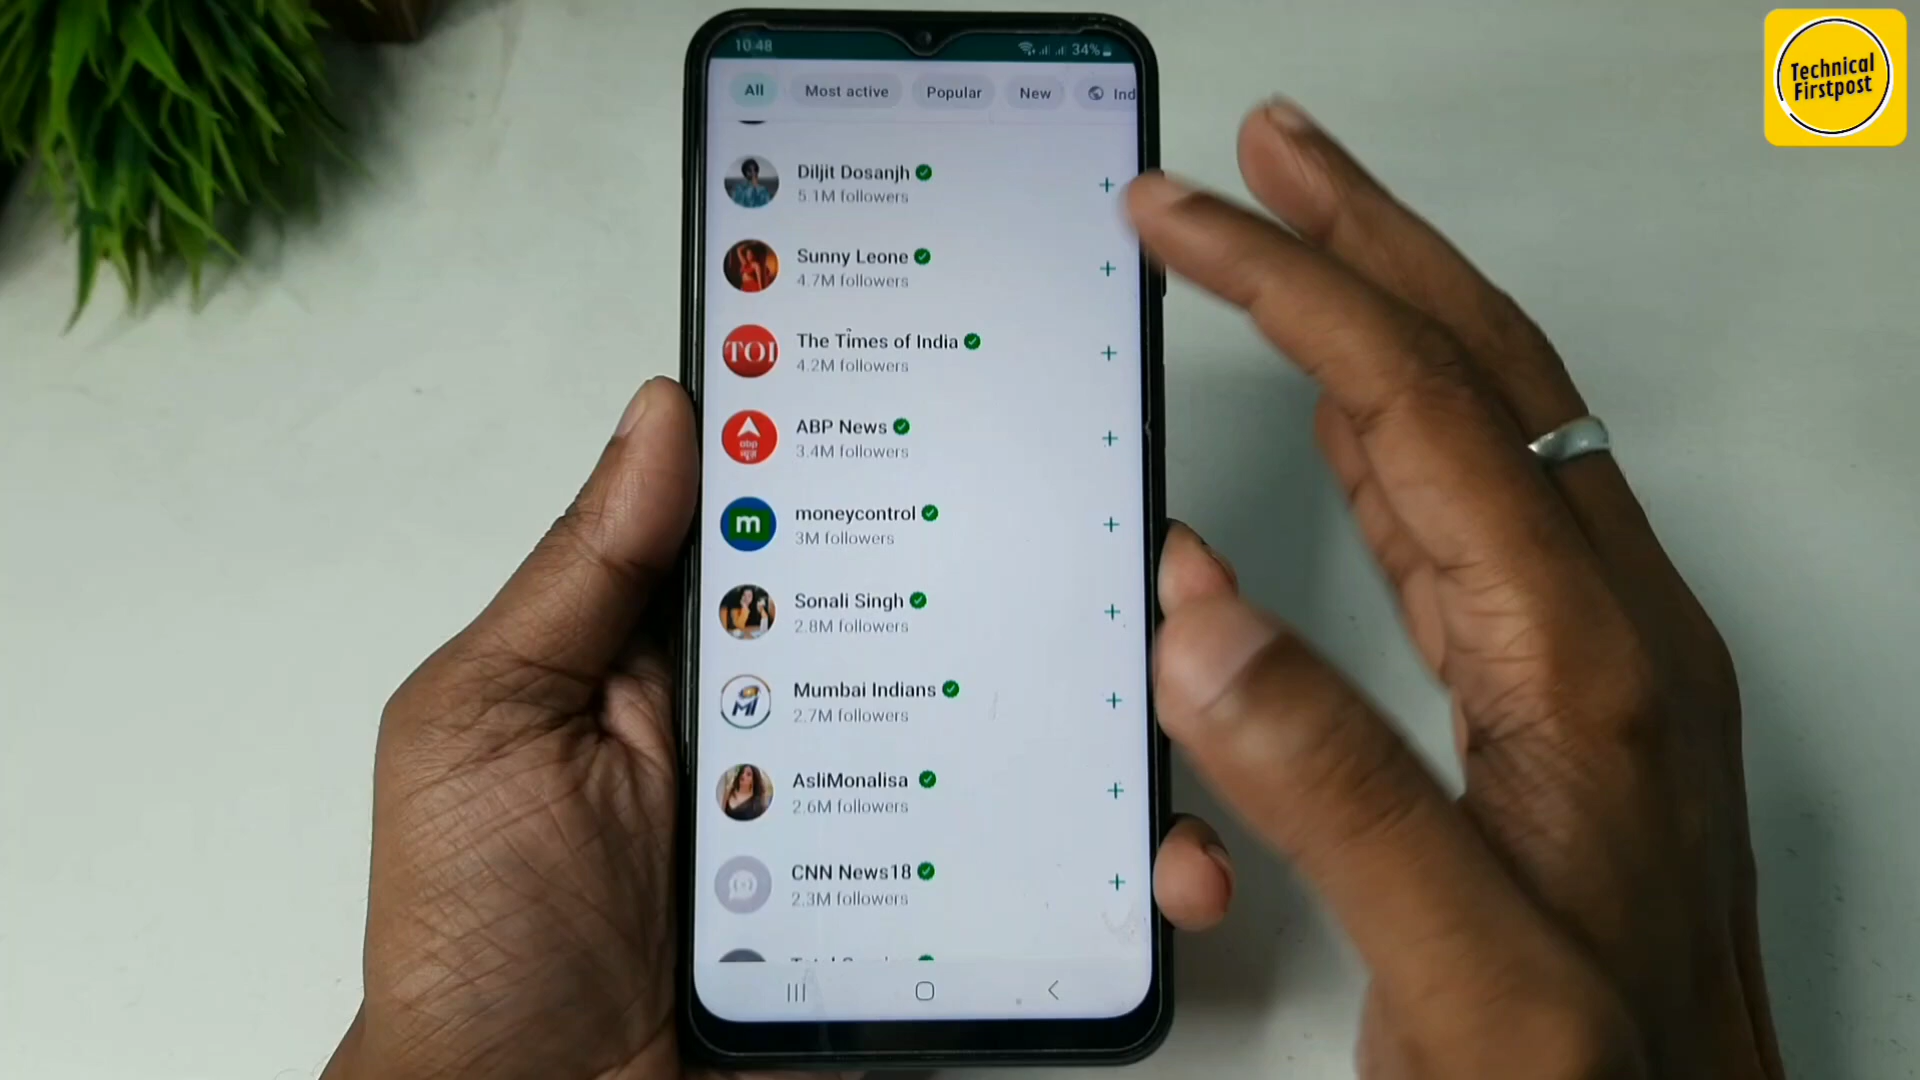 10:48
34%
All
Most active
Popular
New
Ind
Diljit Dosanjh
5.1M followers
Sunny Leone
4.7M followers
The Times of India
4.2M followers
TOI
ABP News
3.4M followers
abp
न्यूज़
moneycontrol
3M followers
m
Sonali Singh
2.8M followers
Mumbai Indians
2.7M followers
MI
AsliMonalisa
2.6M followers
CNN News18
2.3M followers
Technical
Firstpost